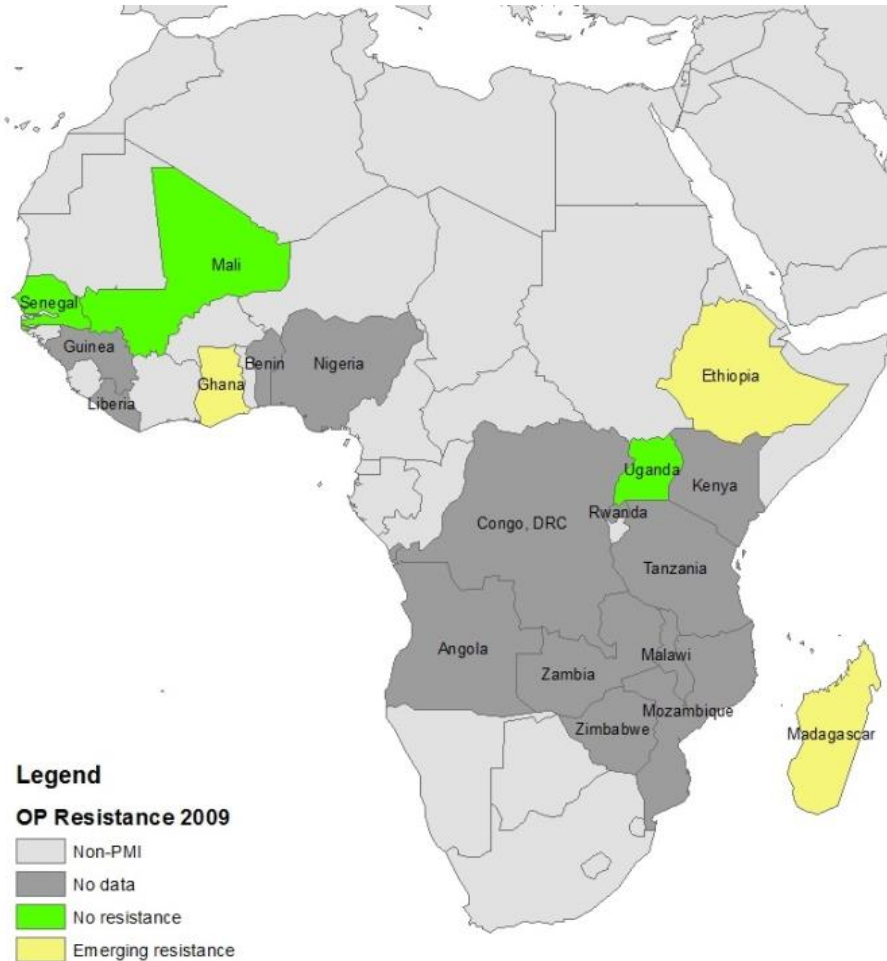 Mali
Senegal
Guinea
Benin
Nigeria
Ghana
Liberia
Ethiopia
Uganda
Kenya
Rwanda
Congo, DRC
Tanzania
Angola
Malawi
Zambia
Mozambique
Zimbabwe
Madagascar
Legend
OP Resistance 2009
Non-PMI
No data
No resistance
Emerging resistance